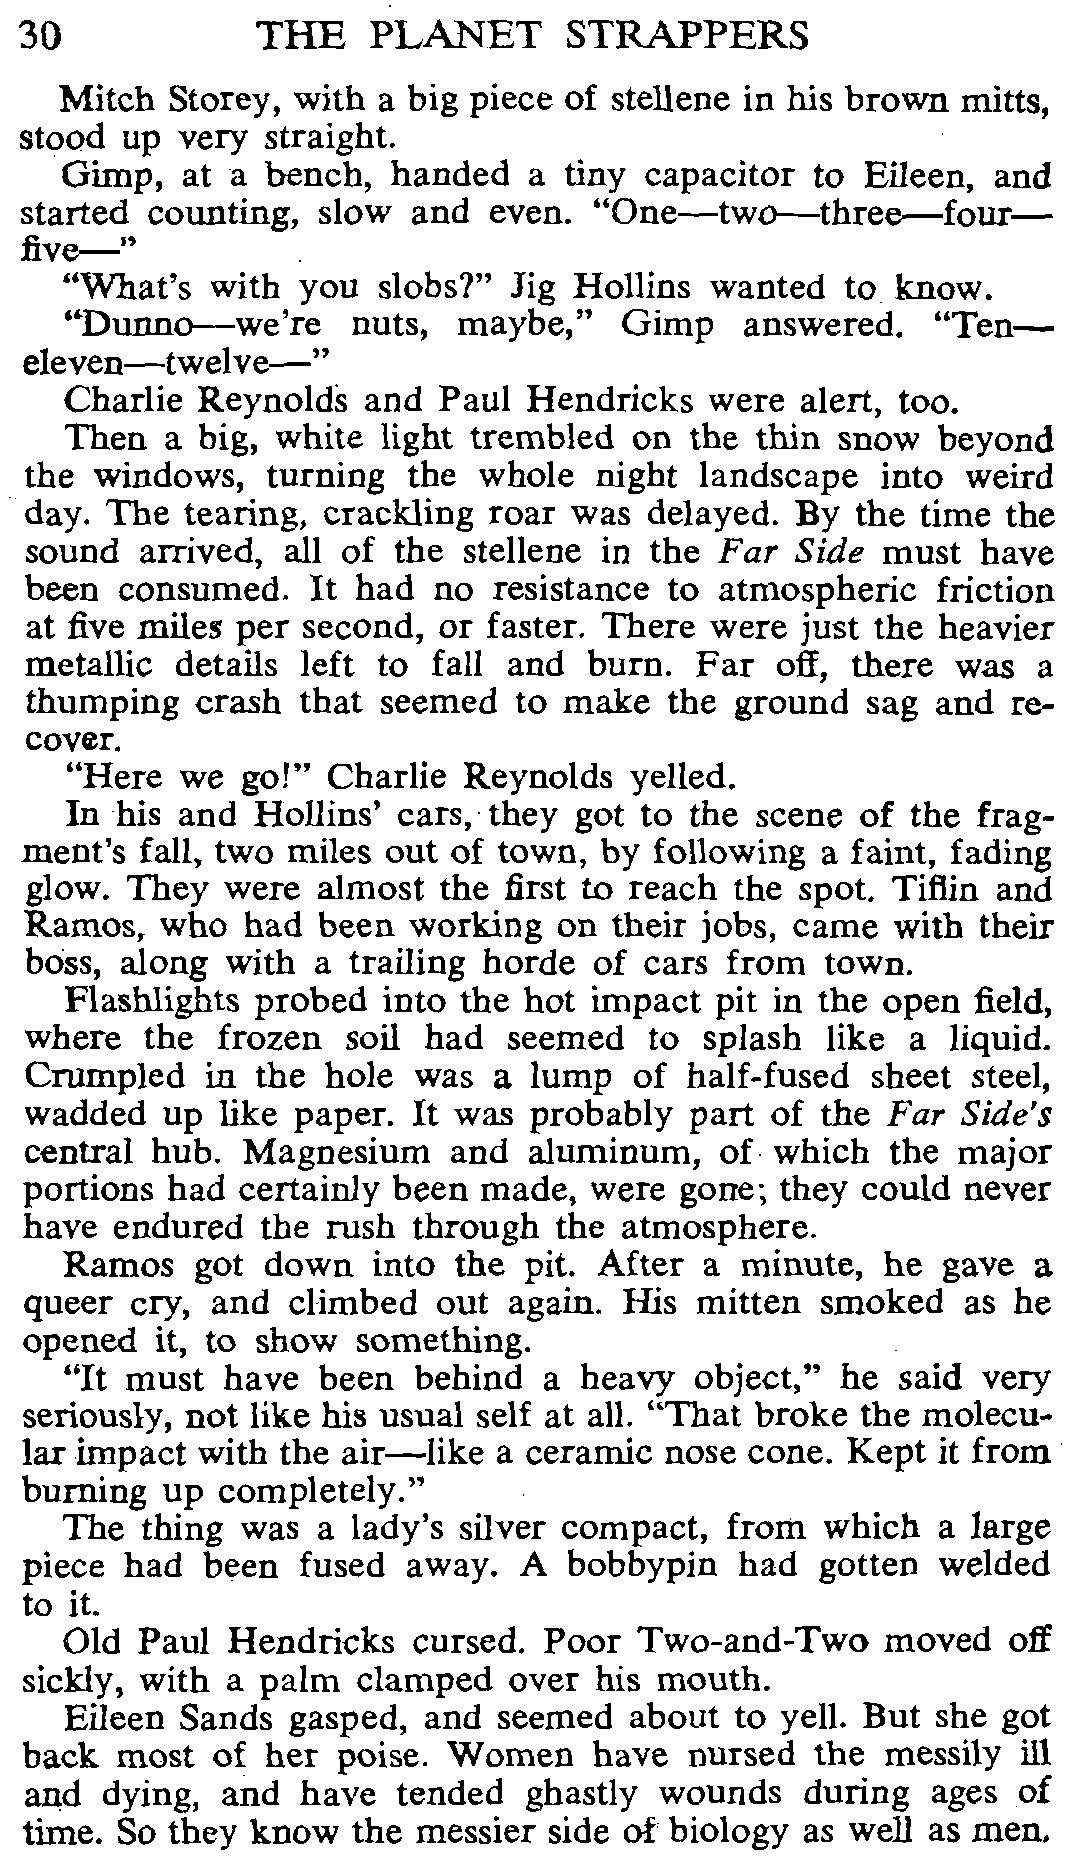 30 THE PLANET STRAPPERS
Mitch Storey, with a big piece of stellene in his brown mitts,
stood up very straight.
Gimp, at a bench, handed a tiny capacitor to Eileen, and
started counting, slow and even. “One—two—three—four—
five—”
“What’s with you slobs?” Jig Hollins wanted to know.
“Dunno—we’re nuts, maybe,” Gimp answered. “Ten—
eleven—twelve—”
Charlie Reynolds and Paul Hendricks were alert, too.
Then a big, white light trembled on the thin snow beyond
the windows, turning the whole night landscape into weird
day. The tearing, crackling roar was delayed. By the time the
sound arrived, all of the stellene in the Far Side must have
been consumed. It had no resistance to atmospheric friction
at five miles per second, or faster. There were just the heavier
metallic details left to fall and burn. Far off, there was a
thumping crash that seemed to make the ground sag and re-
cover.
“Here we go!” Charlie Reynolds yelled.
In his and Hollins’ cars, they got to the scene of the frag-
ment’s fall, two miles out of town, by following a faint, fading
glow. They were almost the first to reach the spot. Tiflin and
Ramos, who had been working on their jobs, came with their
boss, along with a trailing horde of cars from town.
Flashlights probed into the hot impact pit in the open field,
where the frozen soil had seemed to splash like a liquid.
Crumpled in the hole was a lump of half-fused sheet steel,
wadded up like paper. It was probably part of the Far Side’s
central hub. Magnesium and aluminum, of which the major
portions had certainly been made, were gone; they could never
have endured the rush through the atmosphere.
Ramos got down into the pit. After a minute, he gave a
queer cry, and climbed out again. His mitten smoked as he
opened it, to show something.
“It must have been behind a heavy object,” he said very
seriously, not like his usual self at all. “That broke the molecu-
lar impact with the air—like a ceramic nose cone. Kept it from
burning up completely.”
The thing was a lady’s silver compact, from which a large
piece had been fused away. A bobbypin had gotten welded
to it.
Old Paul Hendricks cursed. Poor Two-and-Two moved off
sickly, with a palm clamped over his mouth.
Eileen Sands gasped, and seemed about to yell. But she got
back most of her poise. Women have nursed the messily ill
and dying, and have tended ghastly wounds during ages of
time. So they know the messier side of biology as well as men.